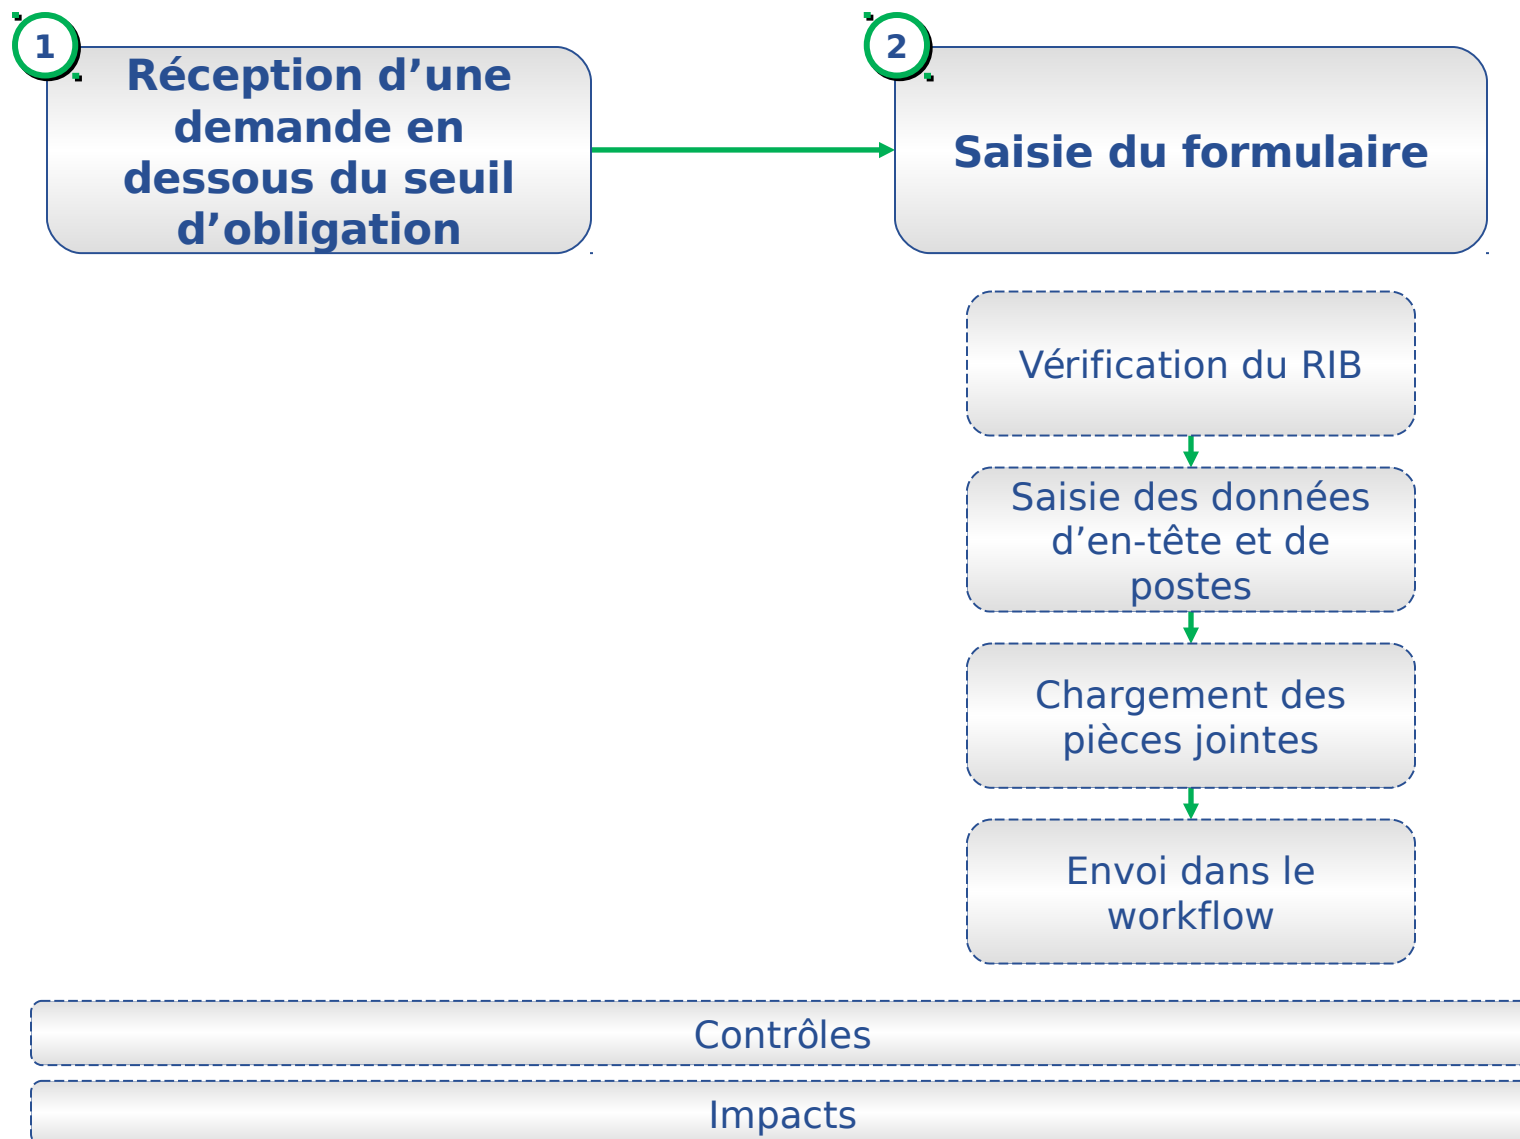 1
Réception d’une
demande en
dessous du seuil
d’obligation
2
Saisie du formulaire
Vérification du RIB
Saisie des données
d’en-tête et de
postes
Chargement des
pièces jointes
Envoi dans le
workflow
Contrôles
Impacts